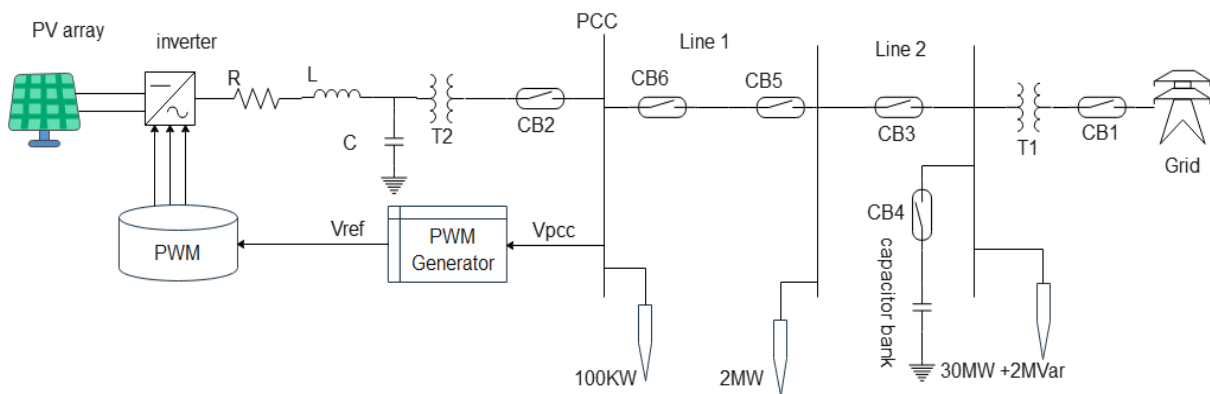 PV array
inverter
R
L
C
T2
CB2
PCC
Line 1
CB6
CB5
Line 2
CB3
T1
CB1
Grid
CB4
capacitor bank
PWM
Vref
PWM
Generator
Vpcc
100KW
2MW
30MW +2MVar